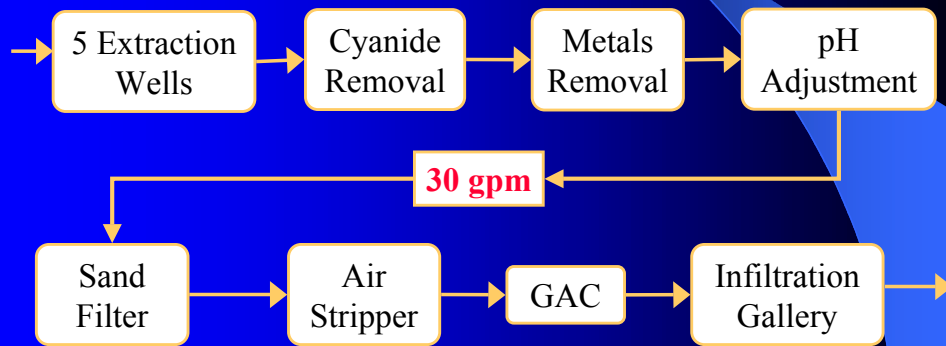 5 Extraction
Wells
Cyanide
Removal
Metals
Removal
pH
Adjustment
30 gpm
Sand
Filter
Air
Stripper
GAC
Infiltration
Gallery